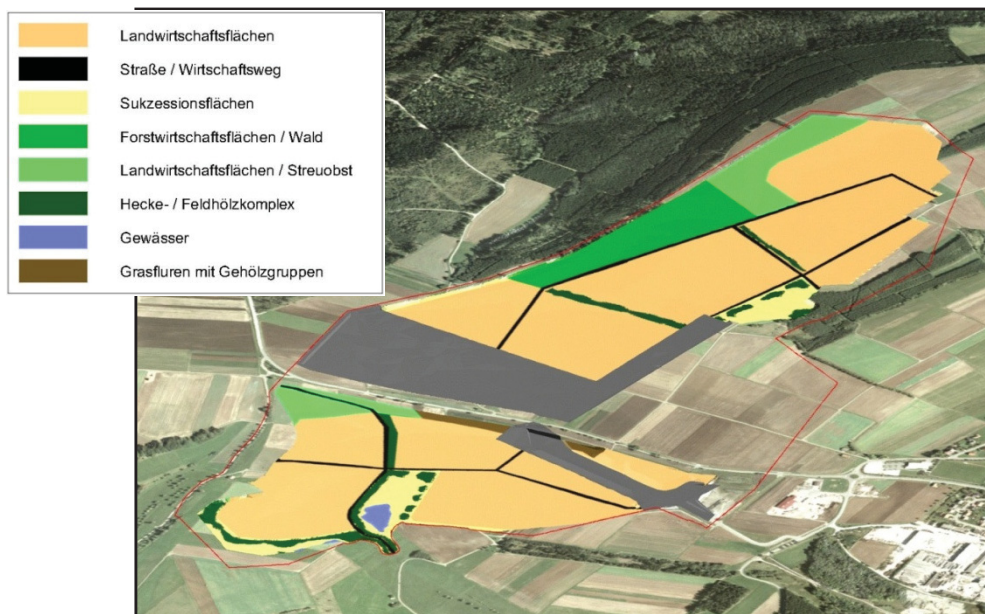 Landwirtschaftsflächen
Straße / Wirtschaftsweg
Sukzessionsflächen
Forstwirtschaftsflächen / Wald
Landwirtschaftsflächen / Streuobst
Hecke- / Feldhölzkomplex
Gewässer
Grasfluren mit Gehölzgruppen